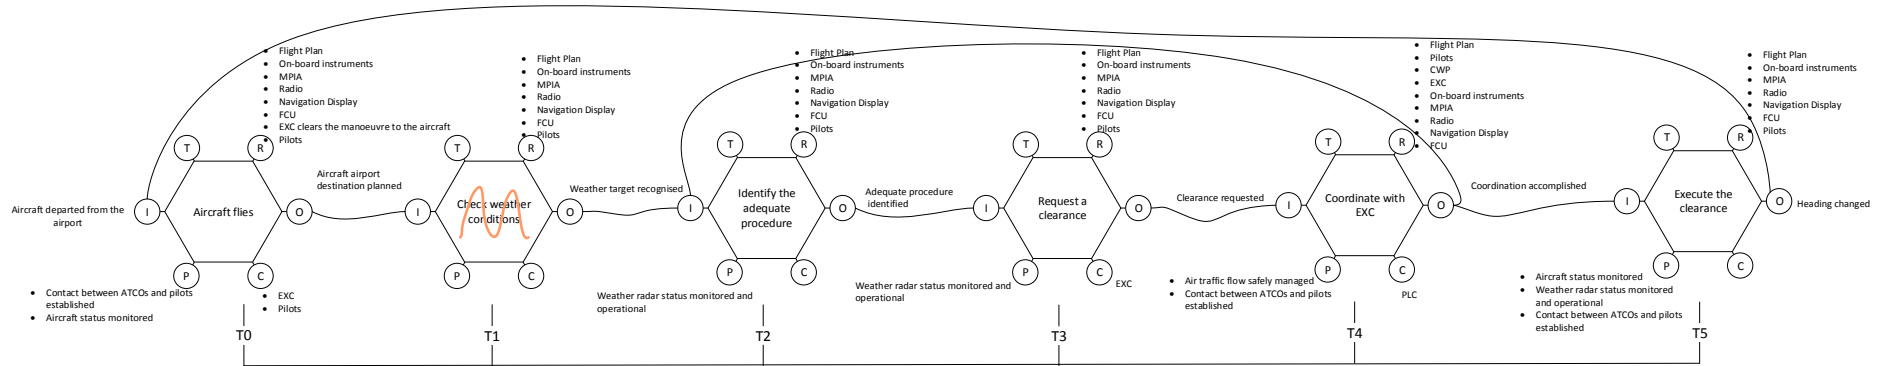 Flight Plan
On-board instruments
MPIA
Radio
Navigation Display
FCU
EXC clears the manoeuvre to the aircraft
Pilots
T
R
Aircraft departed from the
airport
I
Aircraft flies
O
P
C
Contact between ATCOs and pilots
established
Aircraft status monitored
EXC
Pilots
T0
Aircraft airport
destination planned
Flight Plan
On-board instruments
MPIA
Radio
Navigation Display
FCU
Pilots
T
R
I
Check weather
conditions
O
P
C
T1
Weather target recognised
Flight Plan
On-board instruments
MPIA
Radio
Navigation Display
FCU
Pilots
T
R
I
Identify the
adequate
procedure
O
P
C
Weather radar status monitored and
operational
T2
Adequate procedure
identified
Flight Plan
On-board instruments
MPIA
Radio
Navigation Display
FCU
Pilots
T
R
I
Request a
clearance
O
P
C
Weather radar status monitored and
operational
EXC
T3
Clearance requested
Flight Plan
Pilots
CWP
EXC
On-board instruments
MPIA
Radio
Navigation Display
FCU
T
R
I
Coordinate with
EXC
O
P
C
Air traffic flow safely managed
Contact between ATCOs and pilots
established
PLC
T4
Coordination accomplished
Flight Plan
On-board instruments
MPIA
Radio
Navigation Display
FCU
Pilots
T
R
I
Execute the
clearance
O
Heading changed
P
C
Aircraft status monitored
Weather radar status monitored
and operational
Contact between ATCOs and pilots
established
T5